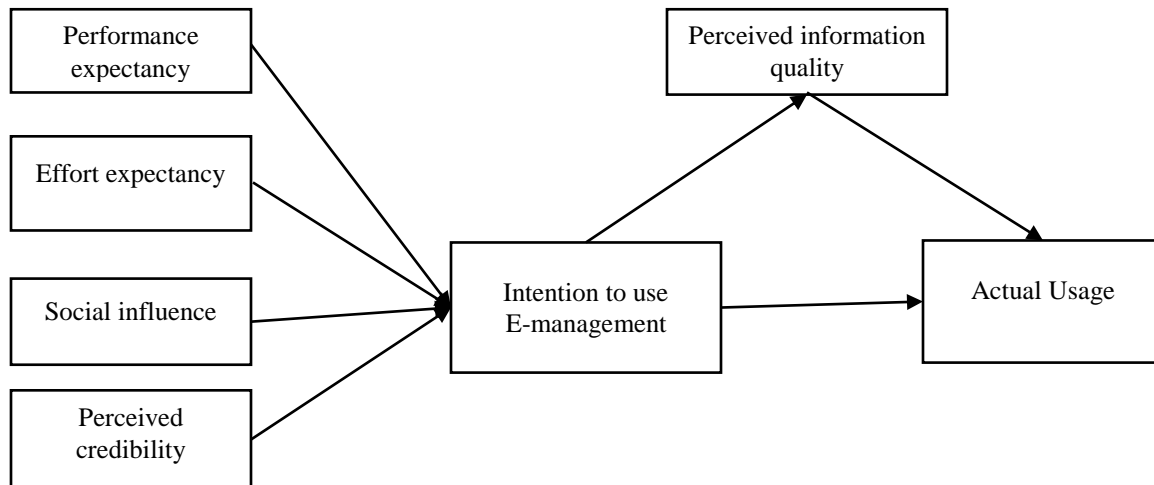 Performance
expectancy
Effort expectancy
Social influence
Perceived
credibility
Intention to use
E-management
Perceived information
quality
Actual Usage